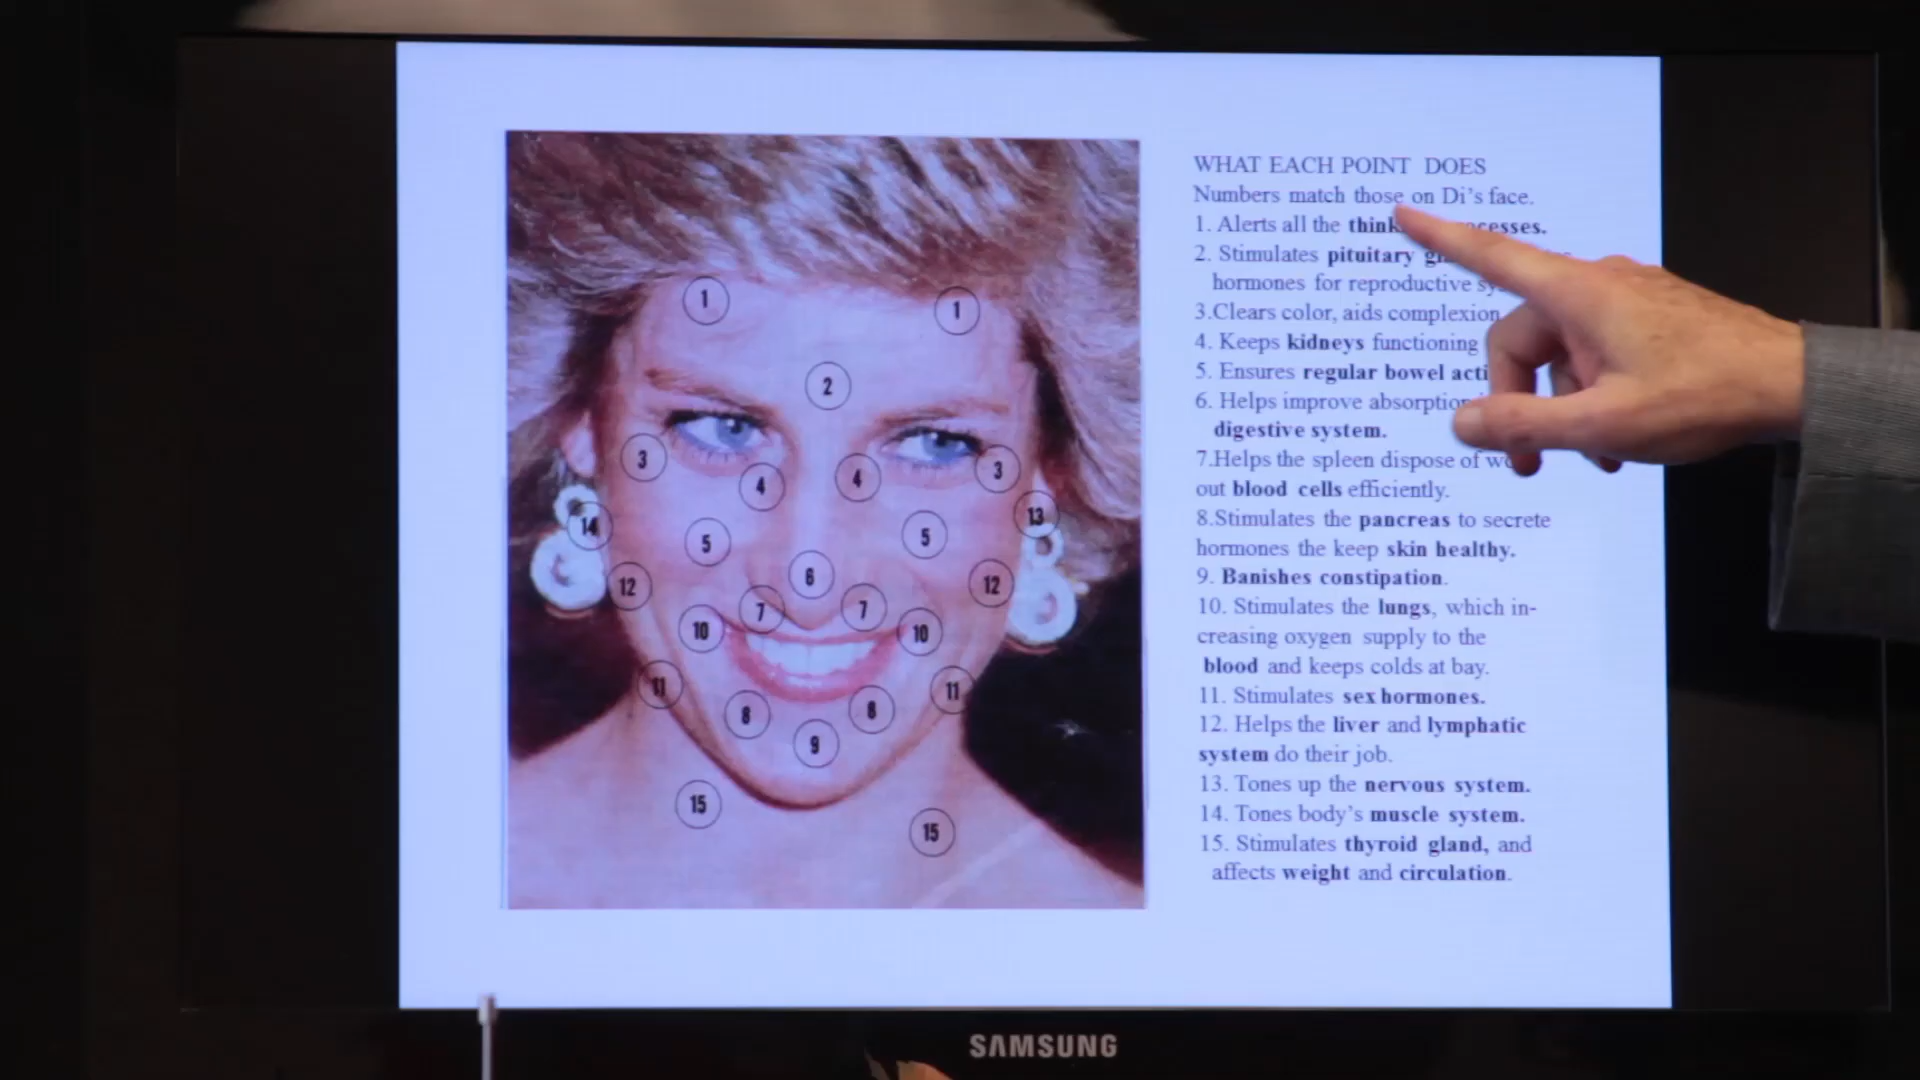 WHAT EACH POINT DOES
Numbers match those on Di's face.
1. Alerts all the
2. Stimulates pituitary
hormones for reproductive
3.Clears color, aids complexion
4. Keeps kidneys functioning
5. Ensures regular bowel
6. Helps improve absorption
digestive system.
7.Helps the spleen dispose of
out blood cells efficiently.
8.Stimulates the pancreas to secrete
hormones the keep skin healthy.
9. Banishes constipation.
10. Stimulates the lungs, which in-
creasing oxygen supply to the
blood and keeps colds at bay.
11. Stimulates sex hormones.
12. Helps the liver and lymphatic
system do their job.
13. Tones up the nervous system.
14. Tones body's muscle system.
15. Stimulates thyroid gland, and
affects weight and circulation.
1 1
2
3 3
4 4
14 13
5 5
6
12 12
7 7
10 10
11 11
8 8
9
15 15
SAMSUNG